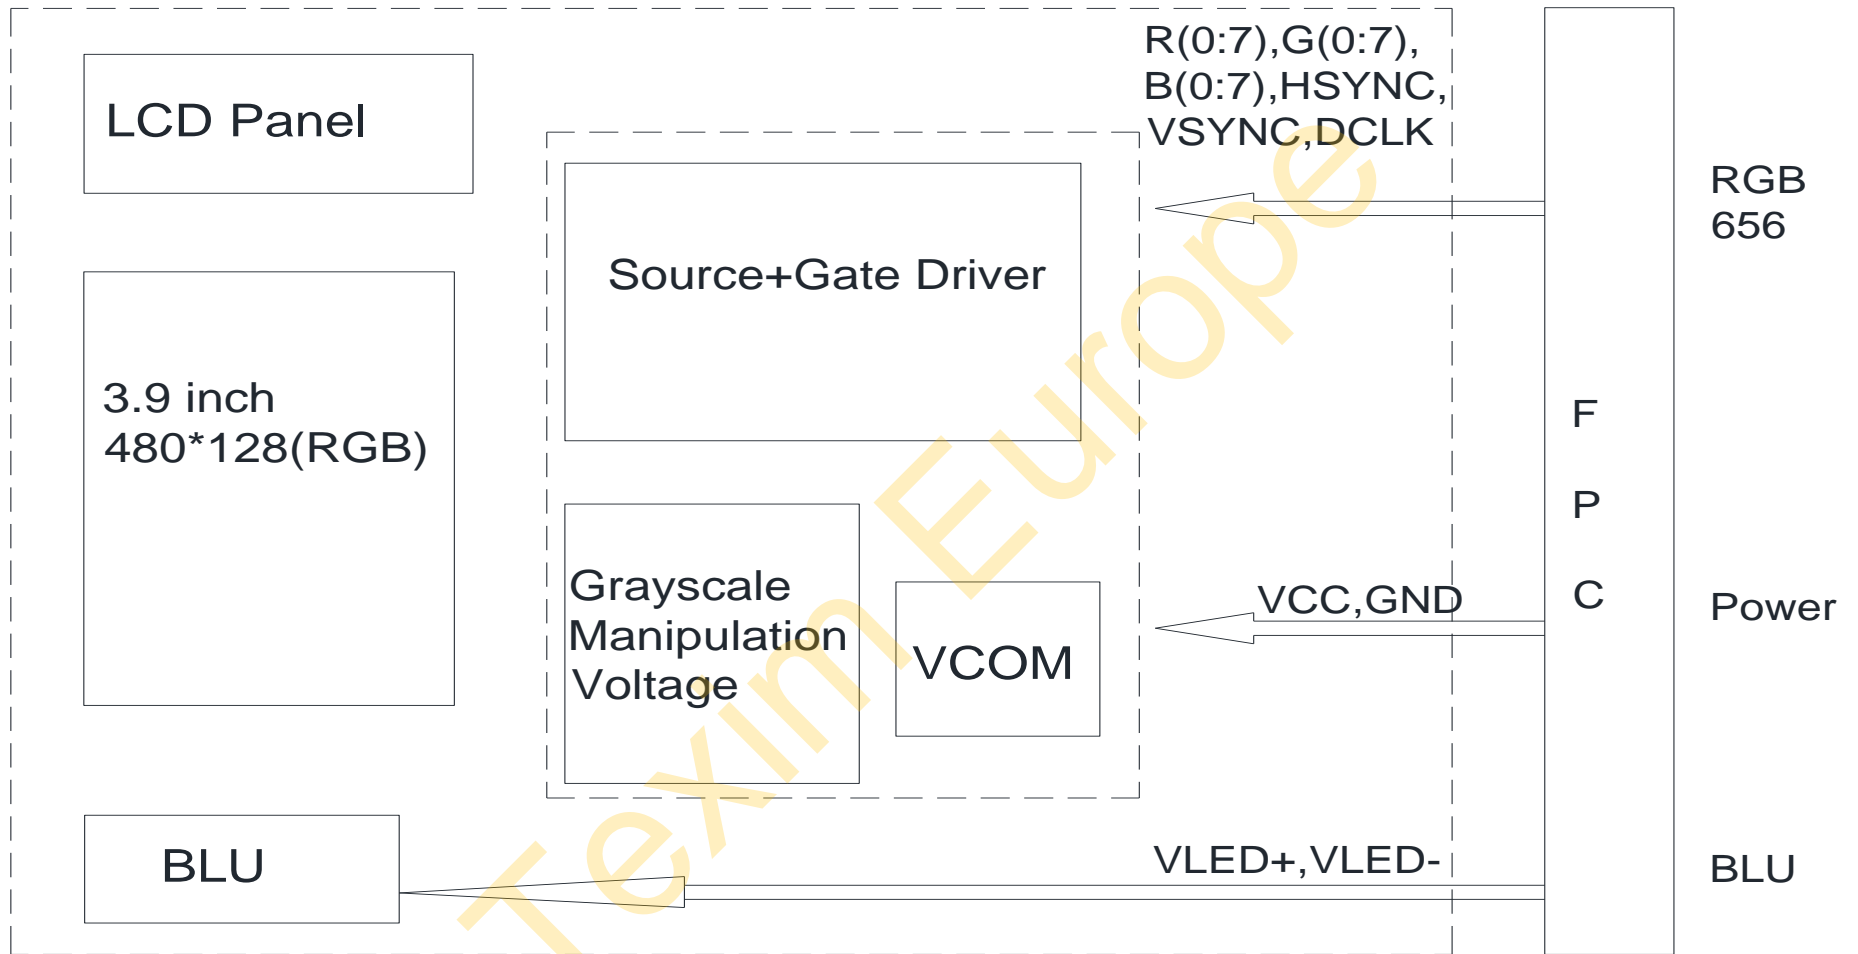 LCD Panel
3.9 inch
480*128(RGB)
BLU
Source+Gate Driver
Grayscale
Manipulation
Voltage
VCOM
R(0:7),G(0:7),
B(0:7),HSYNC,
VSYNC,DCLK
VCC,GND
VLED+,VLED-
F
P
C
RGB
656
Power
BLU
Texim Europe